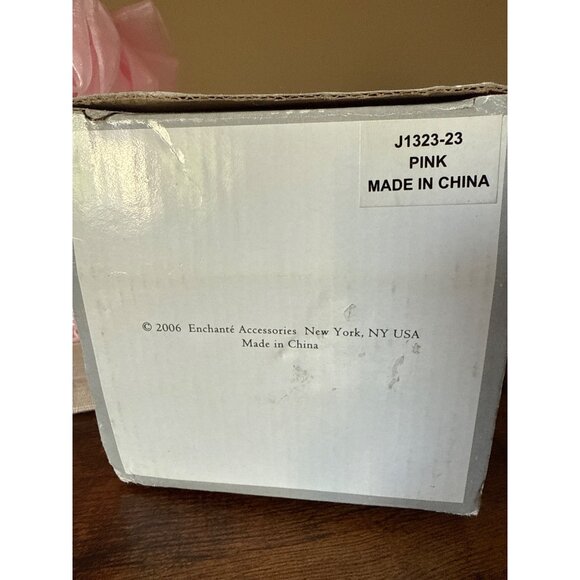 J1323-23
PINK
MADE IN CHINA
© 2006 Enchanté Accessories New York, NY USA
Made in China